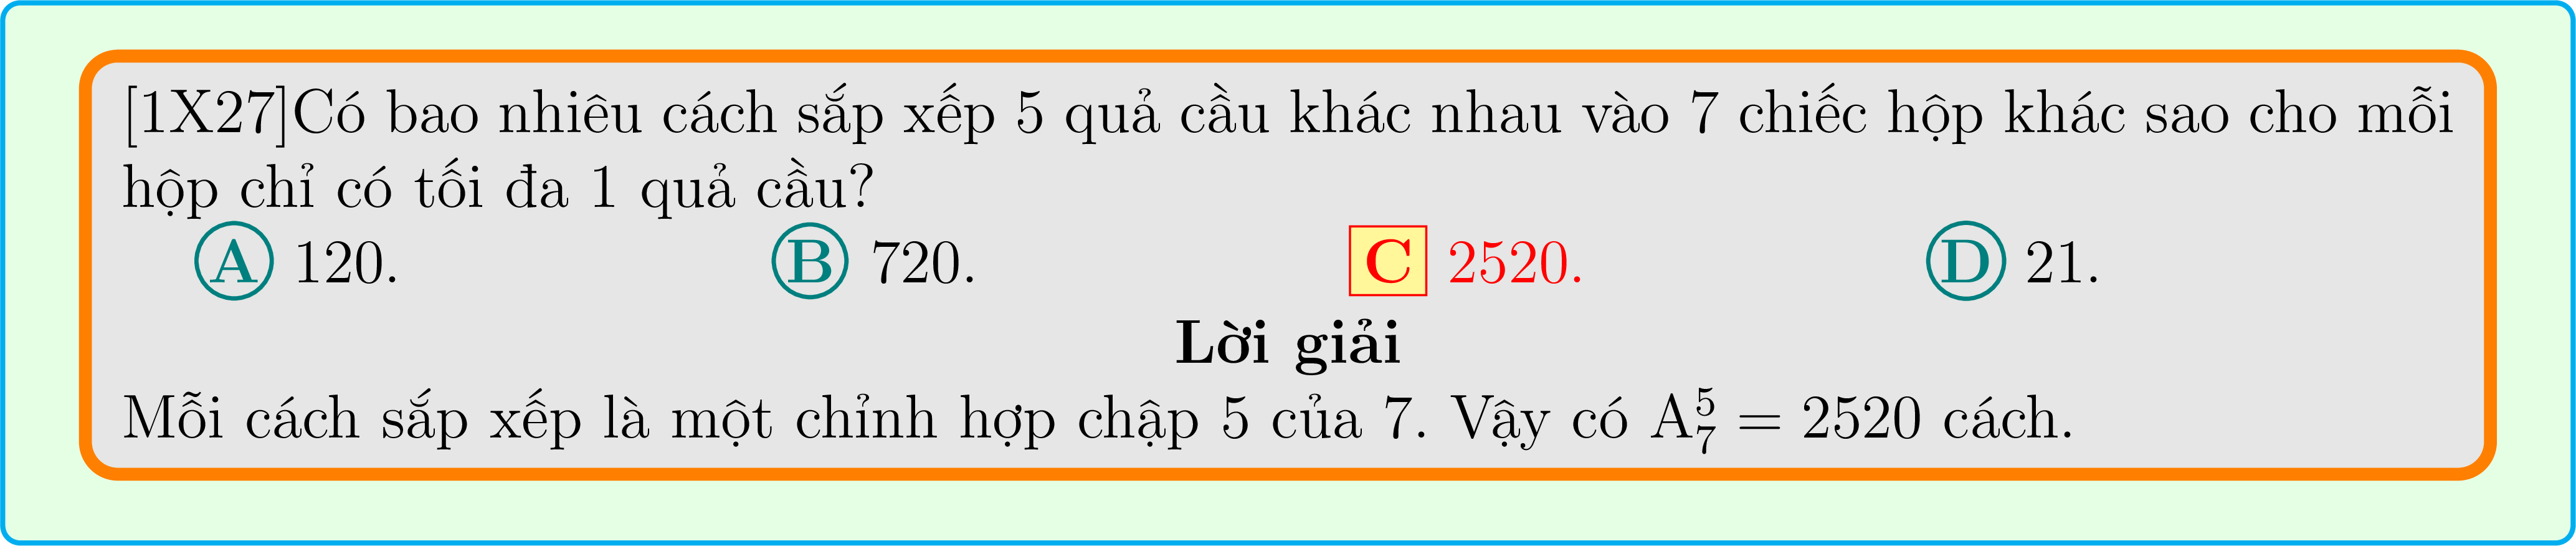 [1X27]Có bao nhiêu cách sắp xếp 5 quả cầu khác nhau vào 7 chiếc hộp khác sao cho mỗi
hộp chỉ có tối đa 1 quả cầu?
A 120. B 720. C 2520. D 21.
Lời giải
Mỗi cách sắp xếp là một chỉnh hợp chập 5 của 7. Vậy có A_7^5 = 2520 cách.